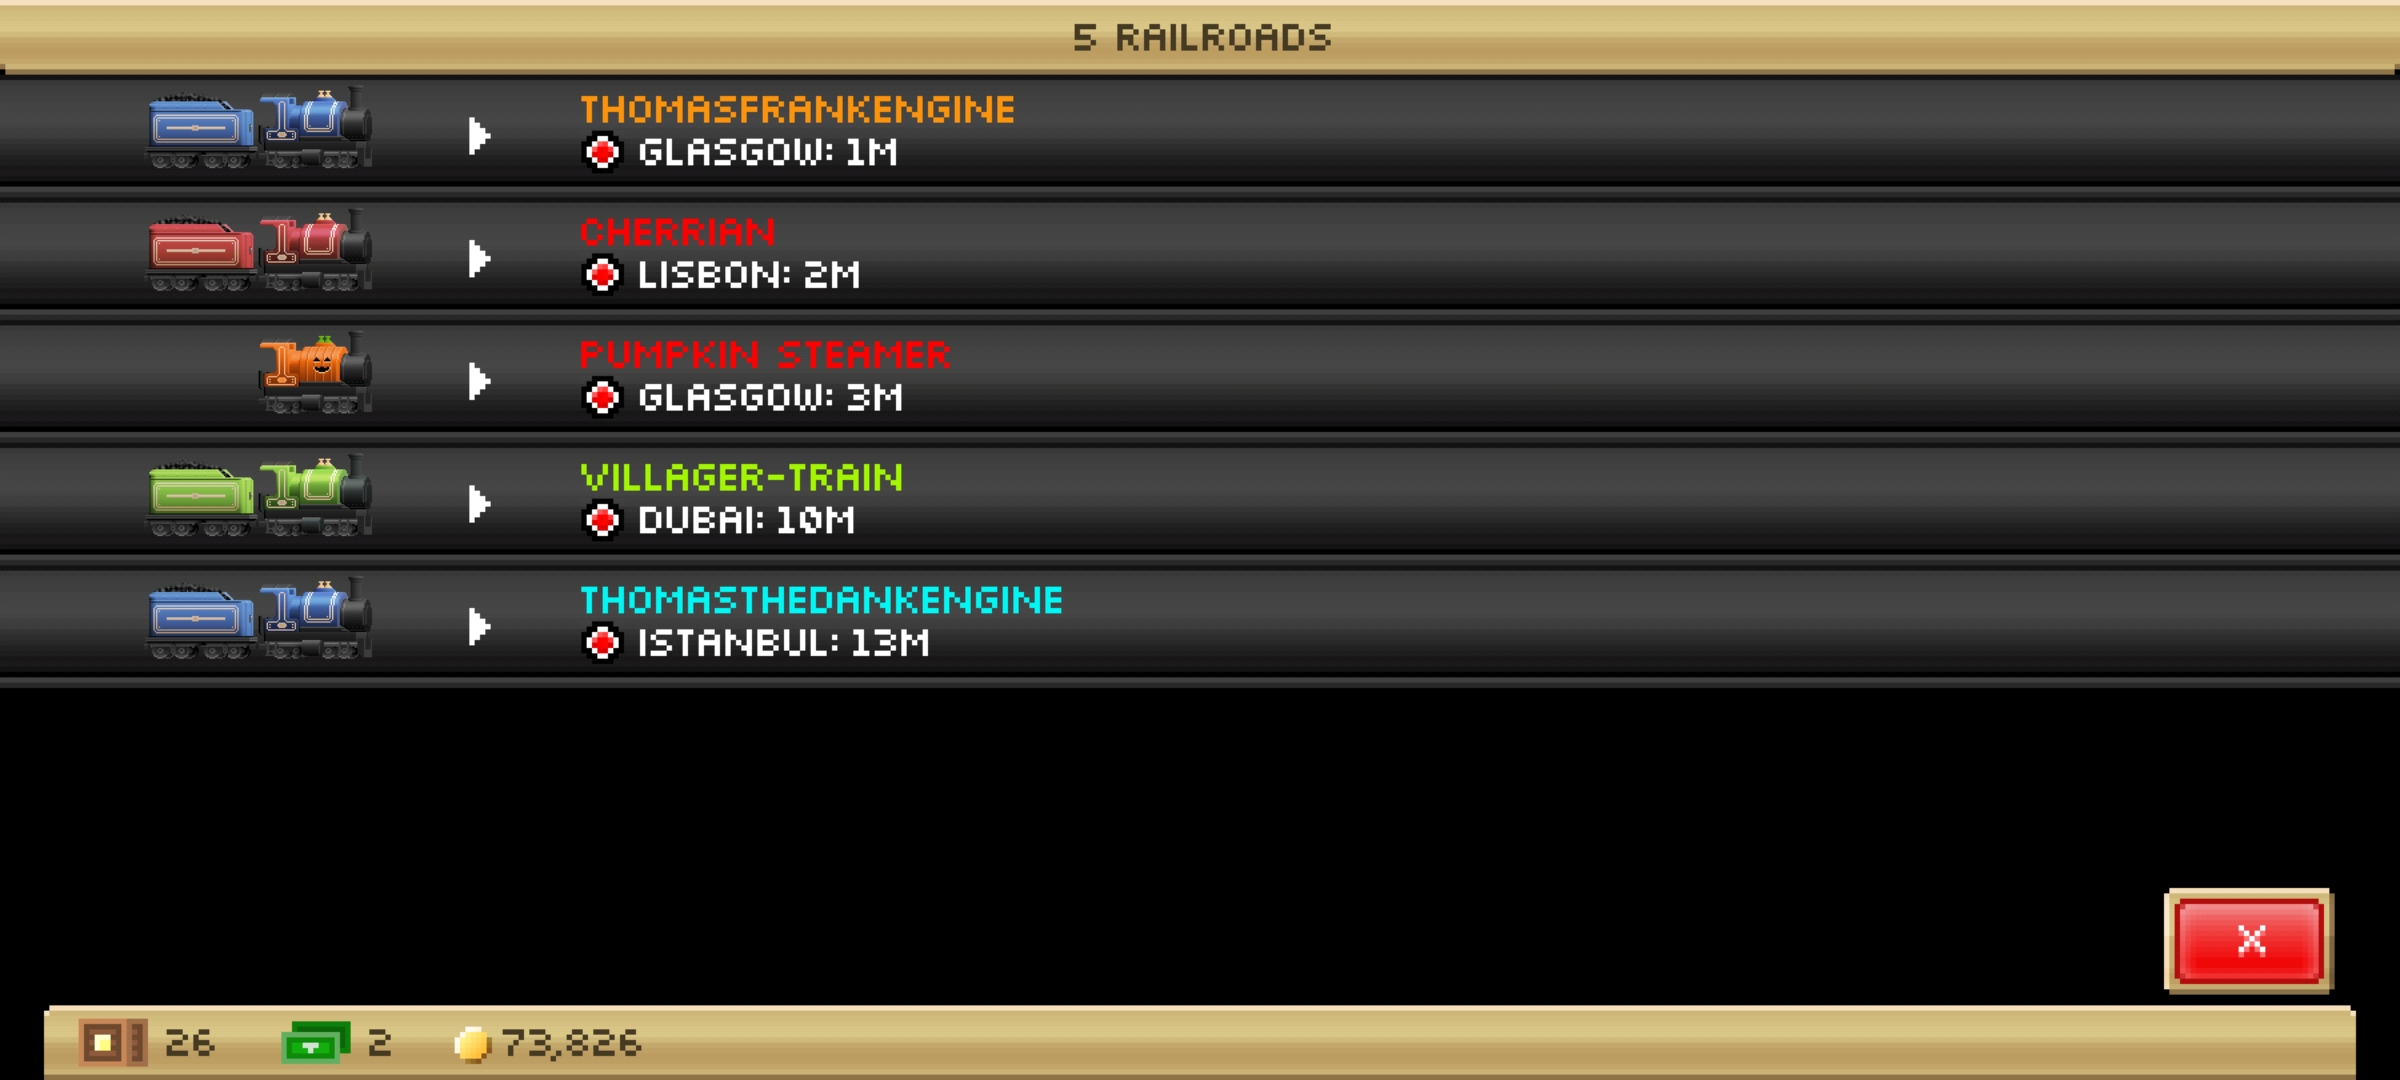 5 RAILROADS
THOMASFRANKENGINE
GLASGOW: 1M
CHERRIAN
LISBON: 2M
PUMPKIN STEAMER
GLASGOW: 3M
VILLAGER-TRAIN
DUBAI: 10M
THOMASTHEDANKENGINE
ISTANBUL: 13M
X
26 2 73,826